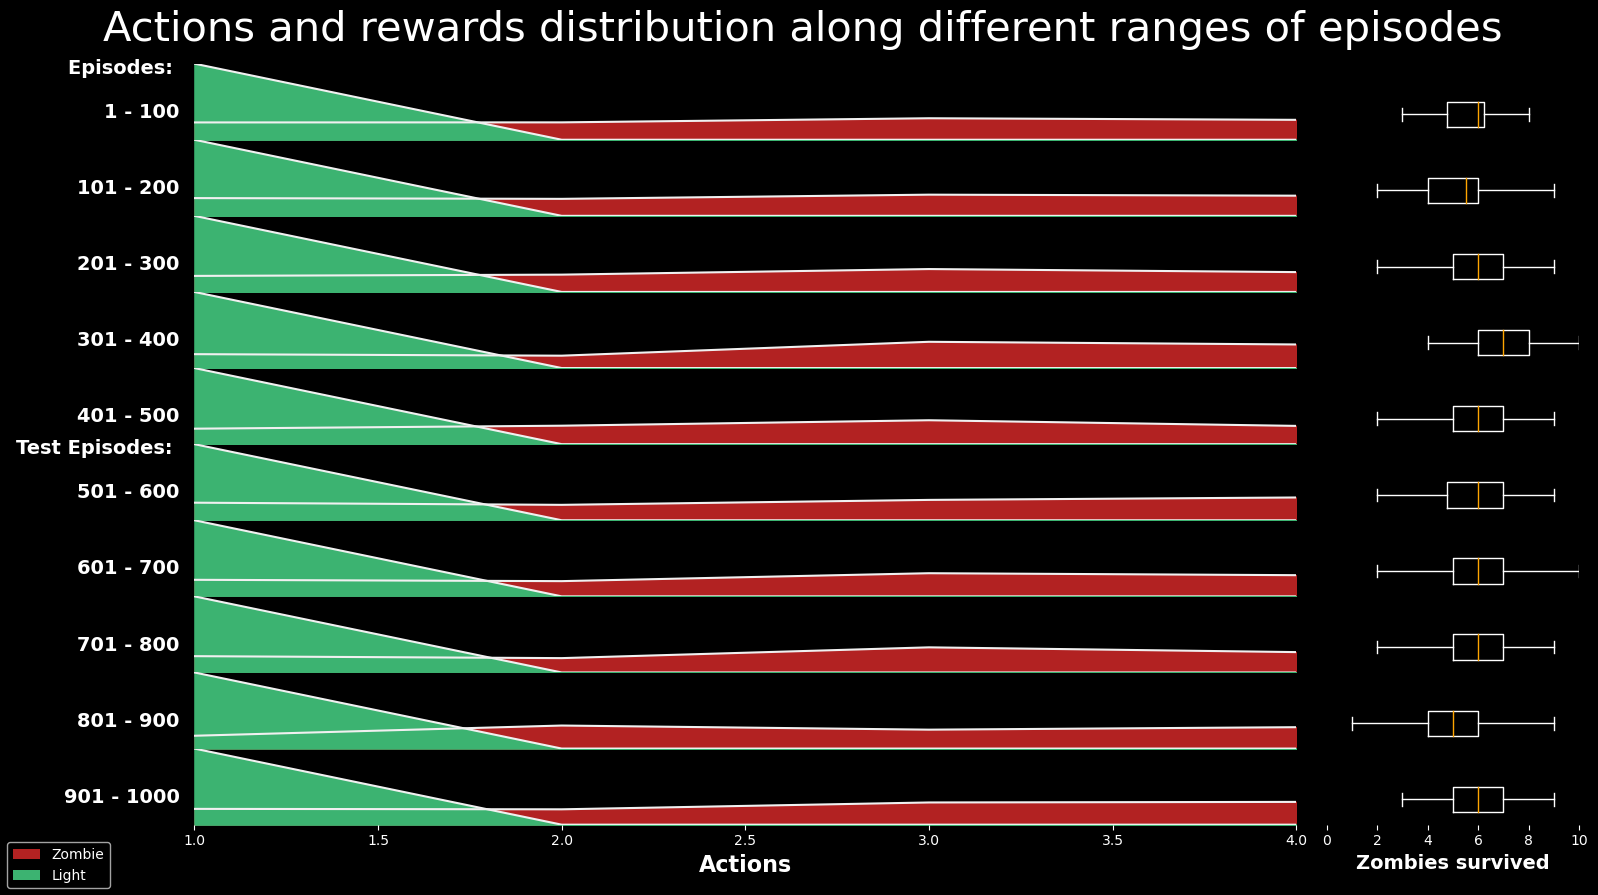 Actions and rewards distribution along different ranges of episodes
Episodes:
1 - 100
101 - 200
201 - 300
301 - 400
401 - 500
Test Episodes:
501 - 600
601 - 700
701 - 800
801 - 900
901 - 1000
1.0 1.5 2.0 2.5 3.0 3.5 4.0
0 2 4 6 8 10
Actions
Zombies survived
Zombie
Light